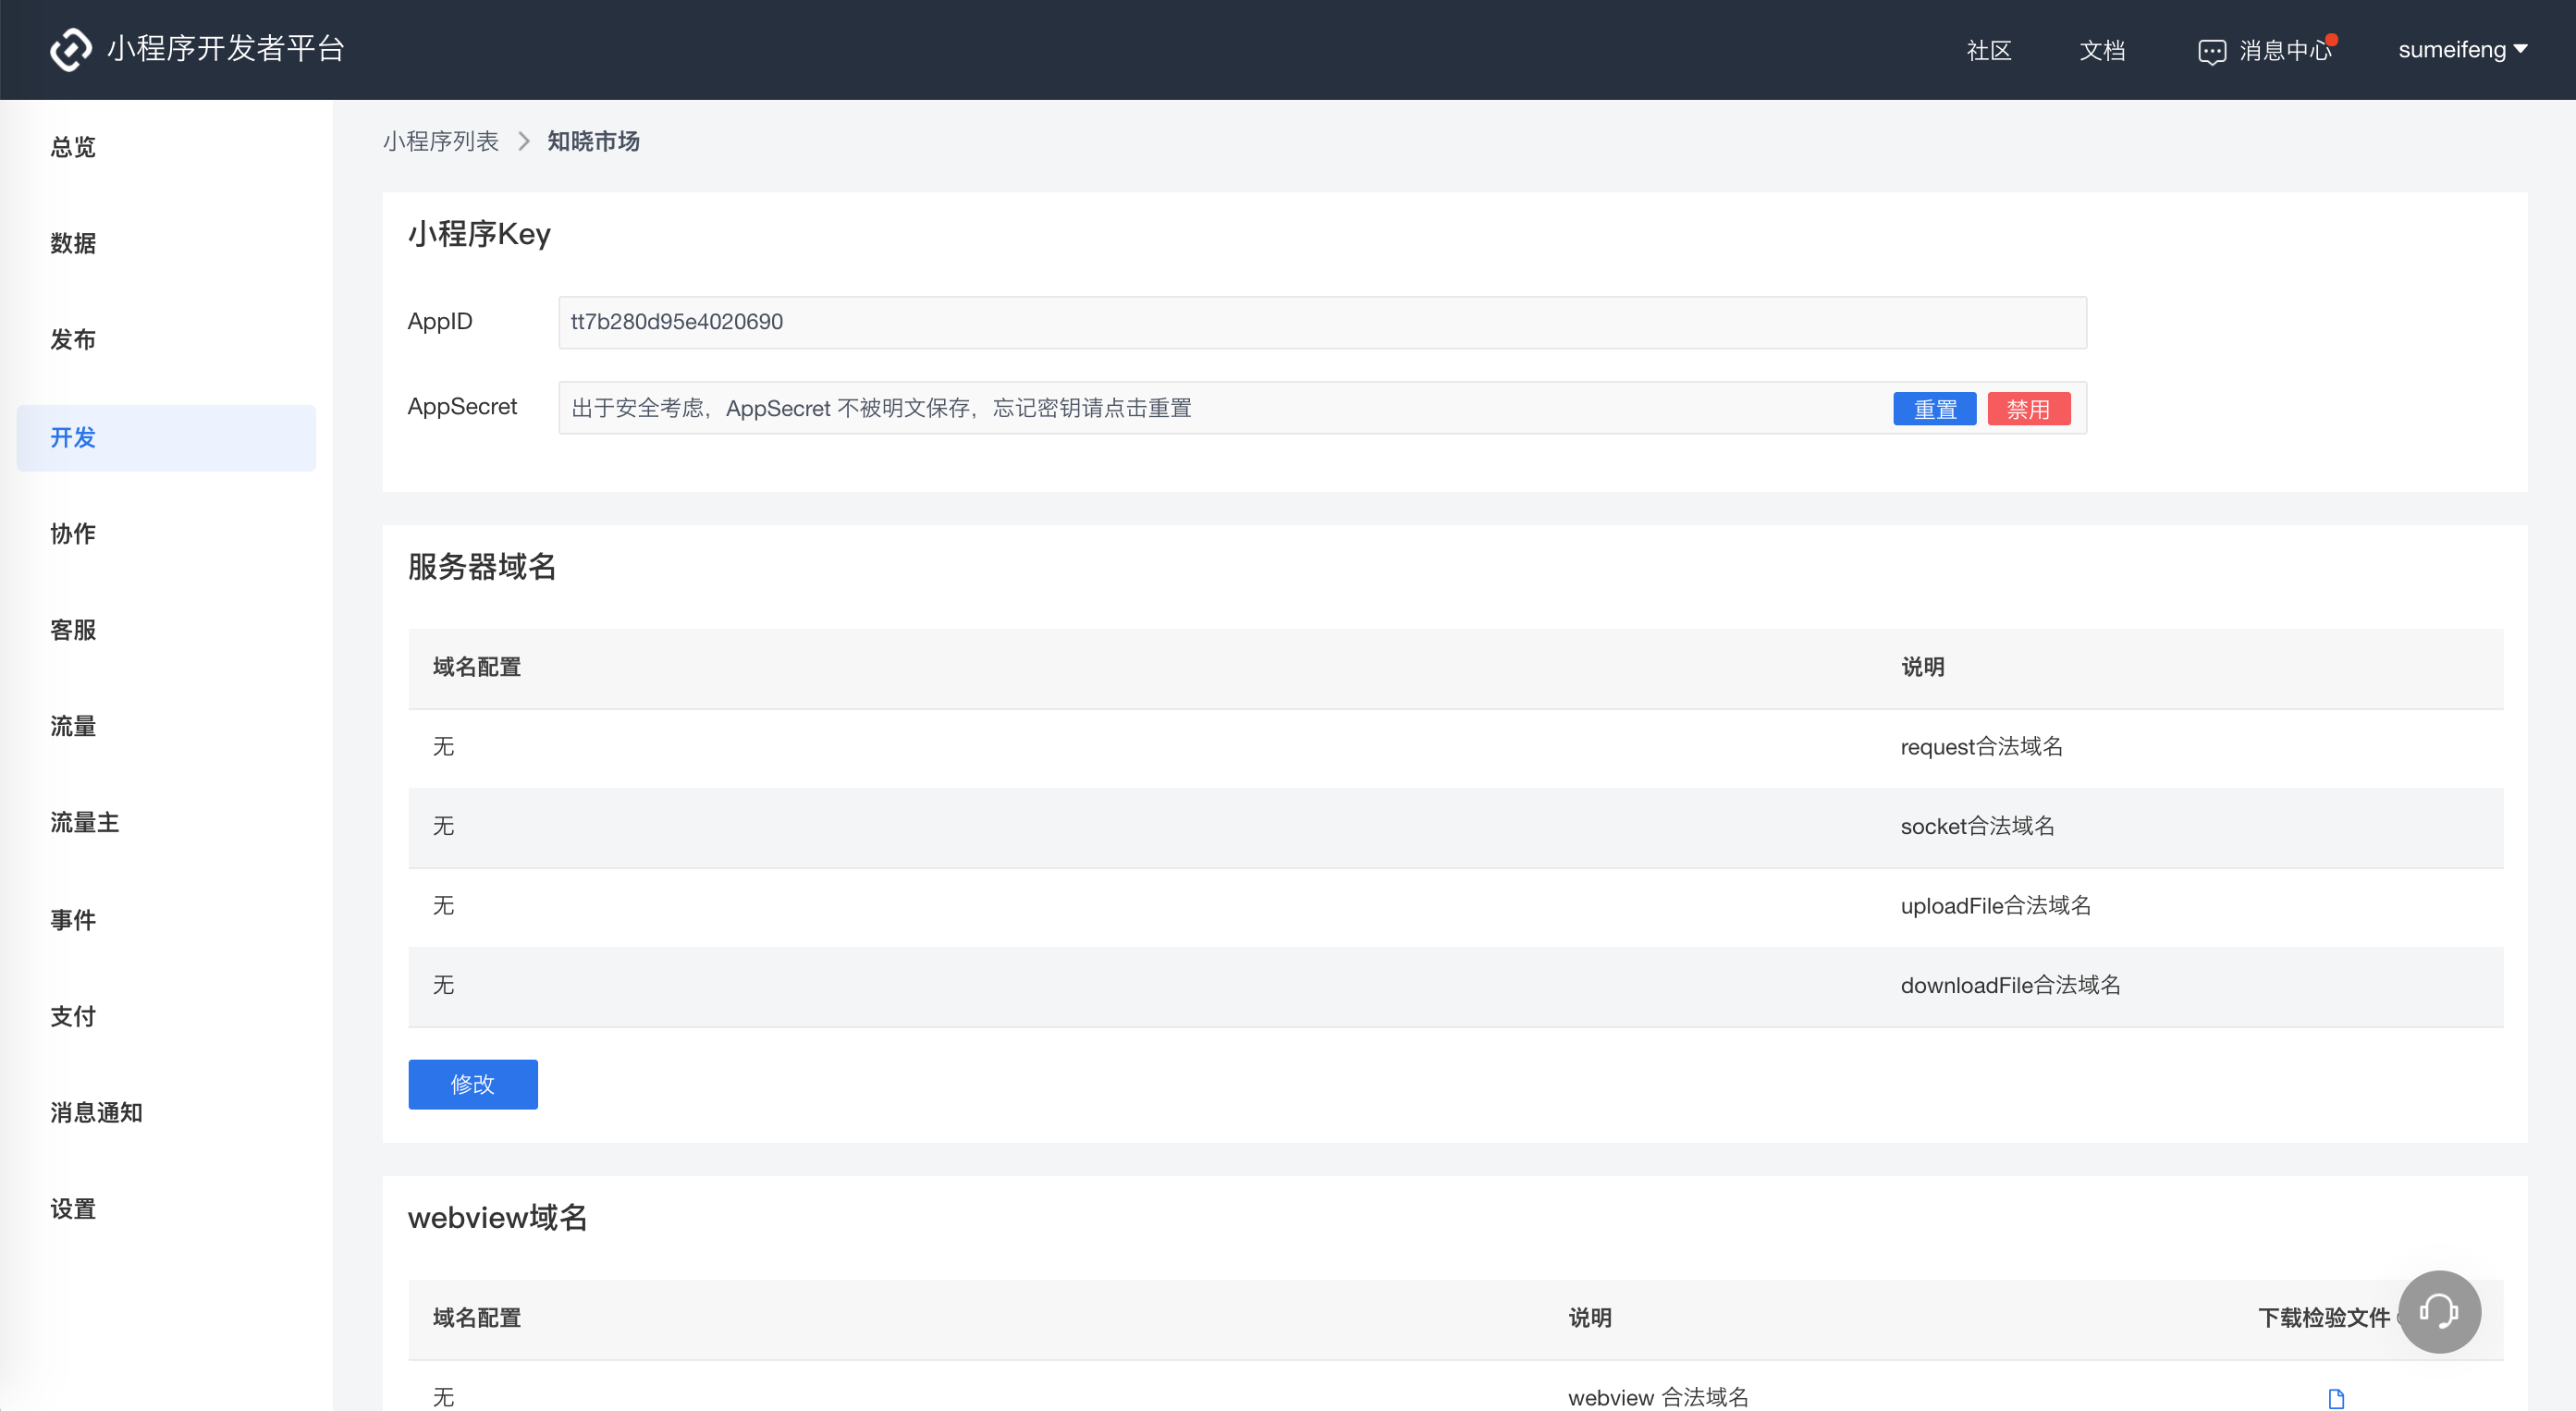 小程序开发者平台
社区
文档
消息中心
sumeifeng
总览
数据
发布
开发
协作
客服
流量
流量主
事件
支付
消息通知
设置
小程序列表
知晓市场
小程序Key
AppID
tt7b280d95e4020690
AppSecret
出于安全考虑，AppSecret 不被明文保存，忘记密钥请点击重置
重置
禁用
服务器域名
域名配置
说明
无
request合法域名
无
socket合法域名
无
uploadFile合法域名
无
downloadFile合法域名
修改
webview域名
域名配置
说明
下载检验文件
无
webview 合法域名